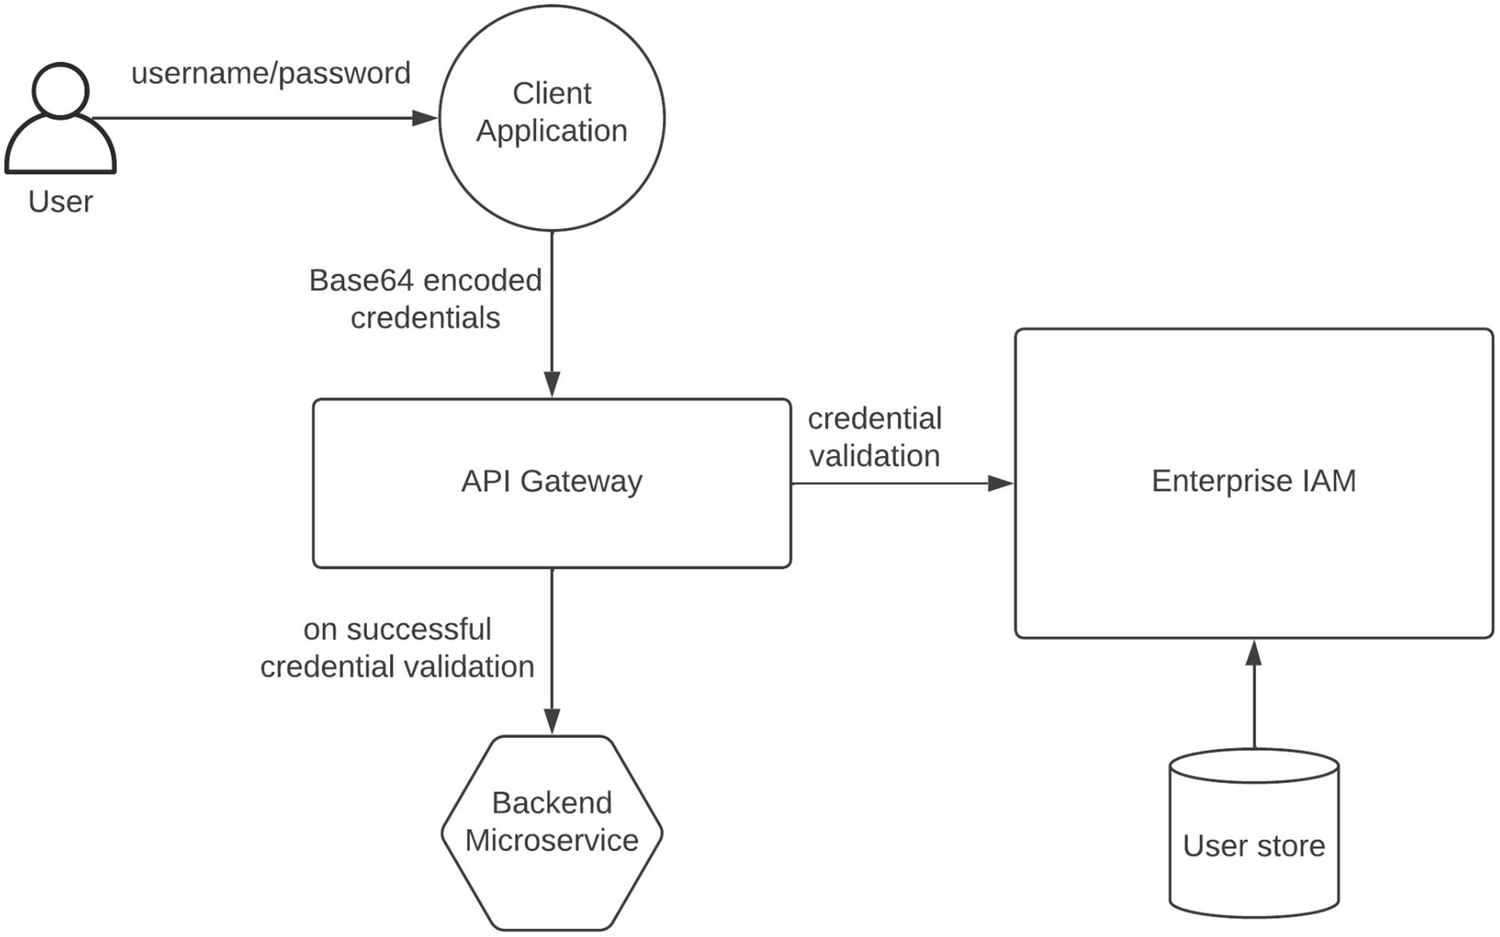 username/password
Client
Application
User
Base64 encoded
credentials
API Gateway
credential
validation
Enterprise IAM
on successful
credential validation
Backend
Microservice
User store